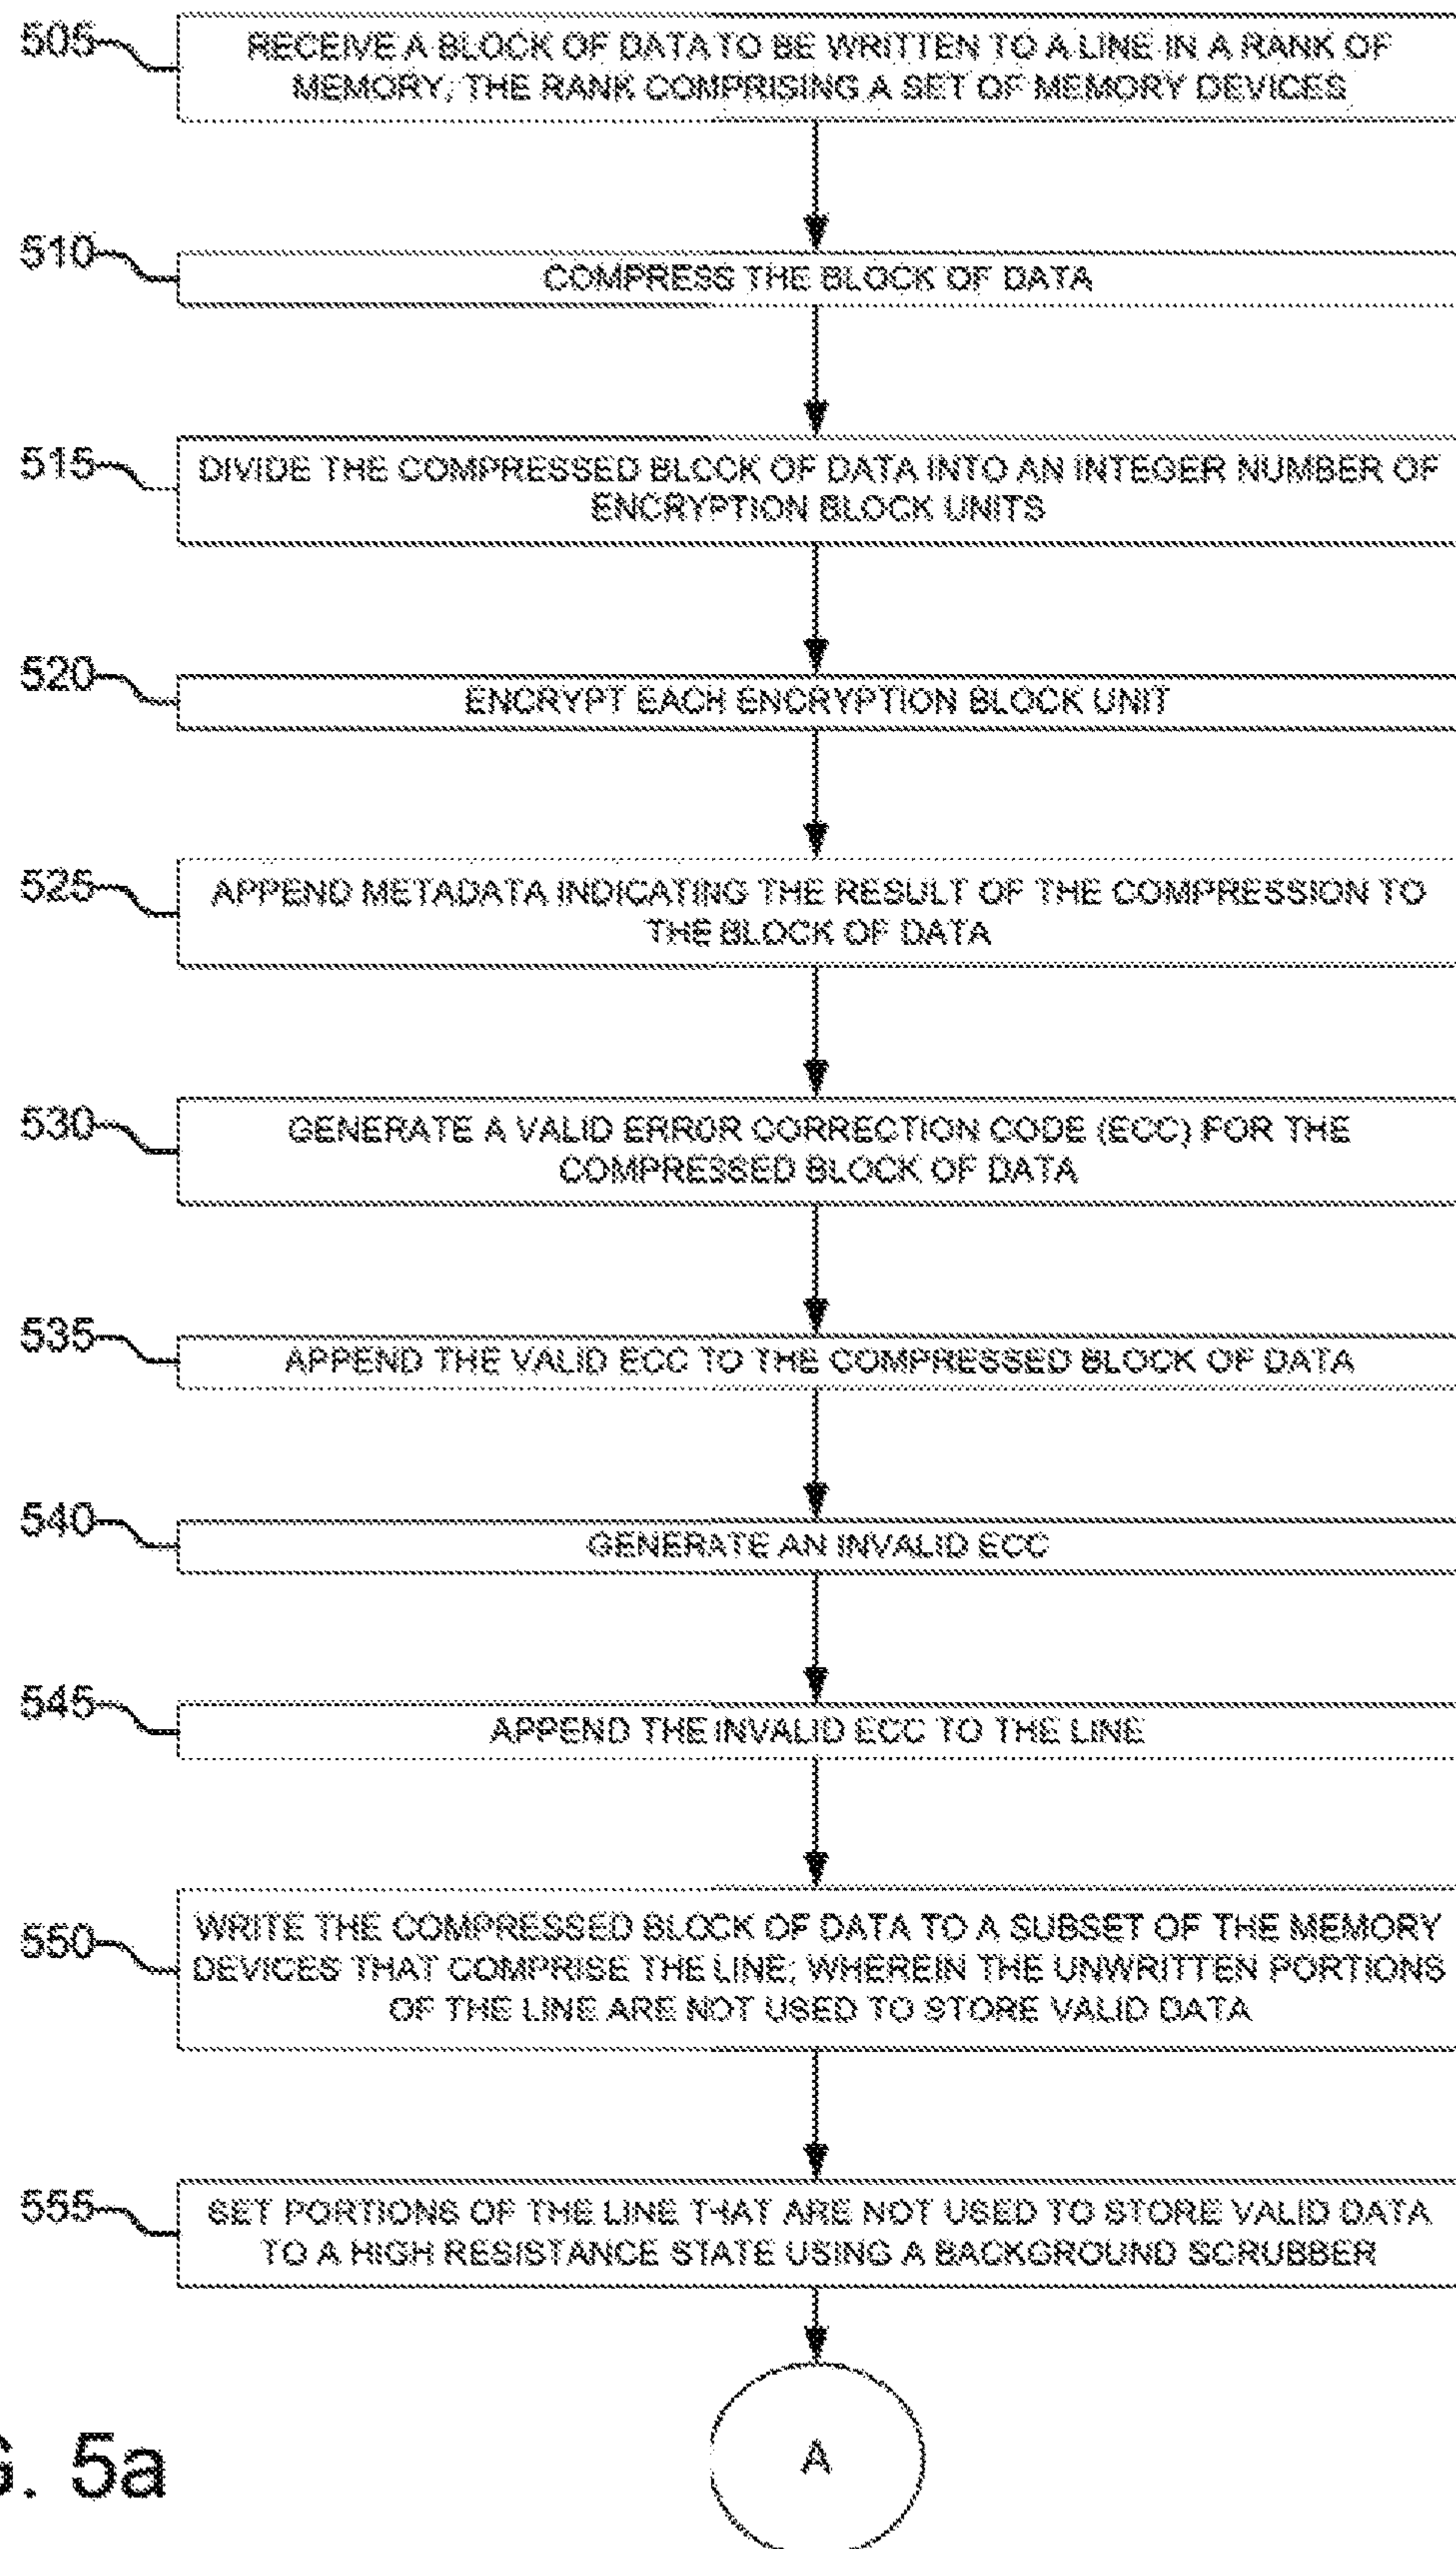 505
RECEIVE A BLOCK OF DATA TO BE WRITTEN TO A LINE IN A RANK OF
MEMORY, THE RANK COMPRISING A SET OF MEMORY DEVICES
510
COMPRESS THE BLOCK OF DATA
515
DIVIDE THE COMPRESSED BLOCK OF DATA INTO AN INTEGER NUMBER OF
ENCRYPTION BLOCK UNITS
520
ENCRYPT EACH ENCRYPTION BLOCK UNIT
525
APPEND METADATA INDICATING THE RESULT OF THE COMPRESSION TO
THE BLOCK OF DATA
530
GENERATE A VALID ERROR CORRECTION CODE (ECC) FOR THE
COMPRESSED BLOCK OF DATA
535
APPEND THE VALID ECC TO THE COMPRESSED BLOCK OF DATA
540
GENERATE AN INVALID ECC
545
APPEND THE INVALID ECC TO THE LINE
550
WRITE THE COMPRESSED BLOCK OF DATA TO A SUBSET OF THE MEMORY
DEVICES THAT COMPRISE THE LINE; WHEREIN THE UNWRITTEN PORTIONS
OF THE LINE ARE NOT USED TO STORE VALID DATA
555
SET PORTIONS OF THE LINE THAT ARE NOT USED TO STORE VALID DATA
TO A HIGH RESISTANCE STATE USING A BACKGROUND SCRUBBER
A
G. 5a